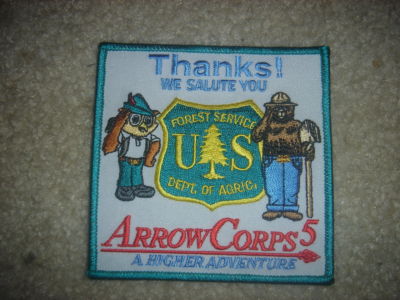 Thanks!
WE SALUTE YOU
FOREST SERVICE
U S
DEPT. OF AGRIC.
ARROWCORPS5
A HIGHER ADVENTURE